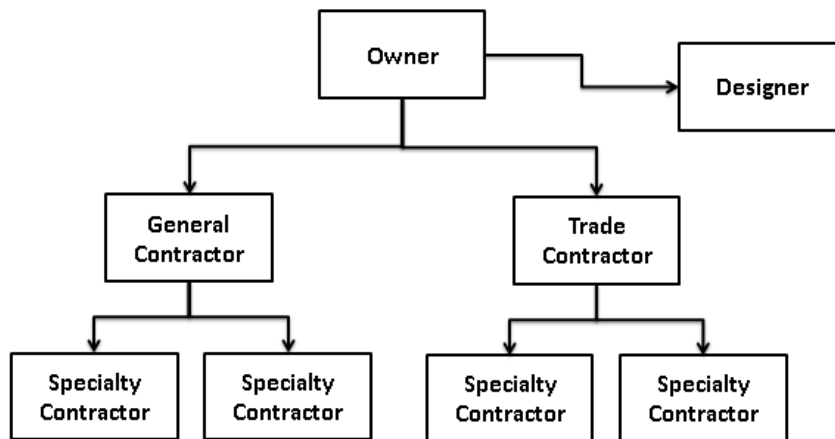 Owner
Designer
General
Contractor
Trade
Contractor
Specialty
Contractor
Specialty
Contractor
Specialty
Contractor
Specialty
Contractor